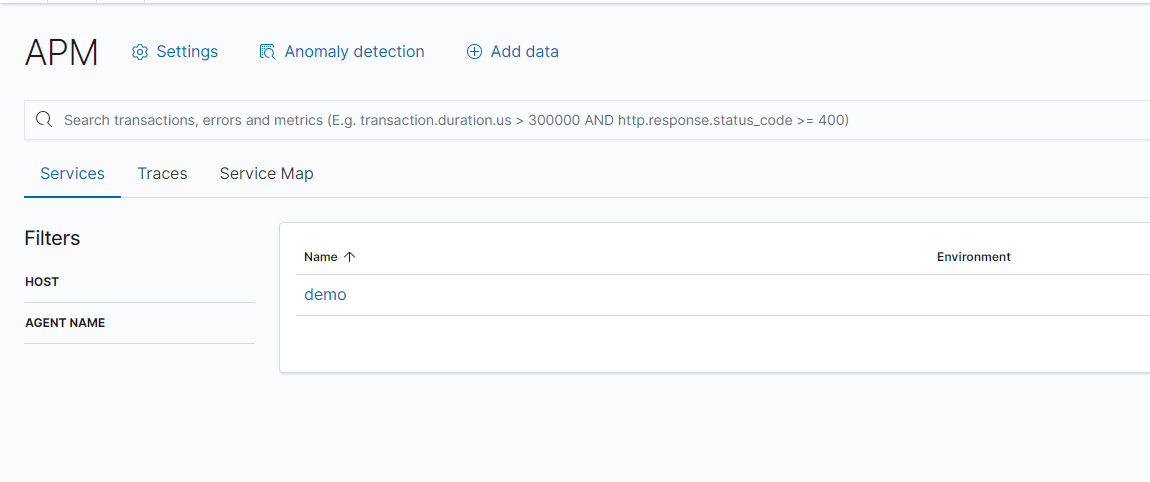 APM Settings Anomaly detection Add data
Search transactions, errors and metrics (E.g. transaction.duration.us > 300000 AND http.response.status_code >= 400)
Services Traces Service Map
Filters
HOST
AGENT NAME
Name Environment
demo